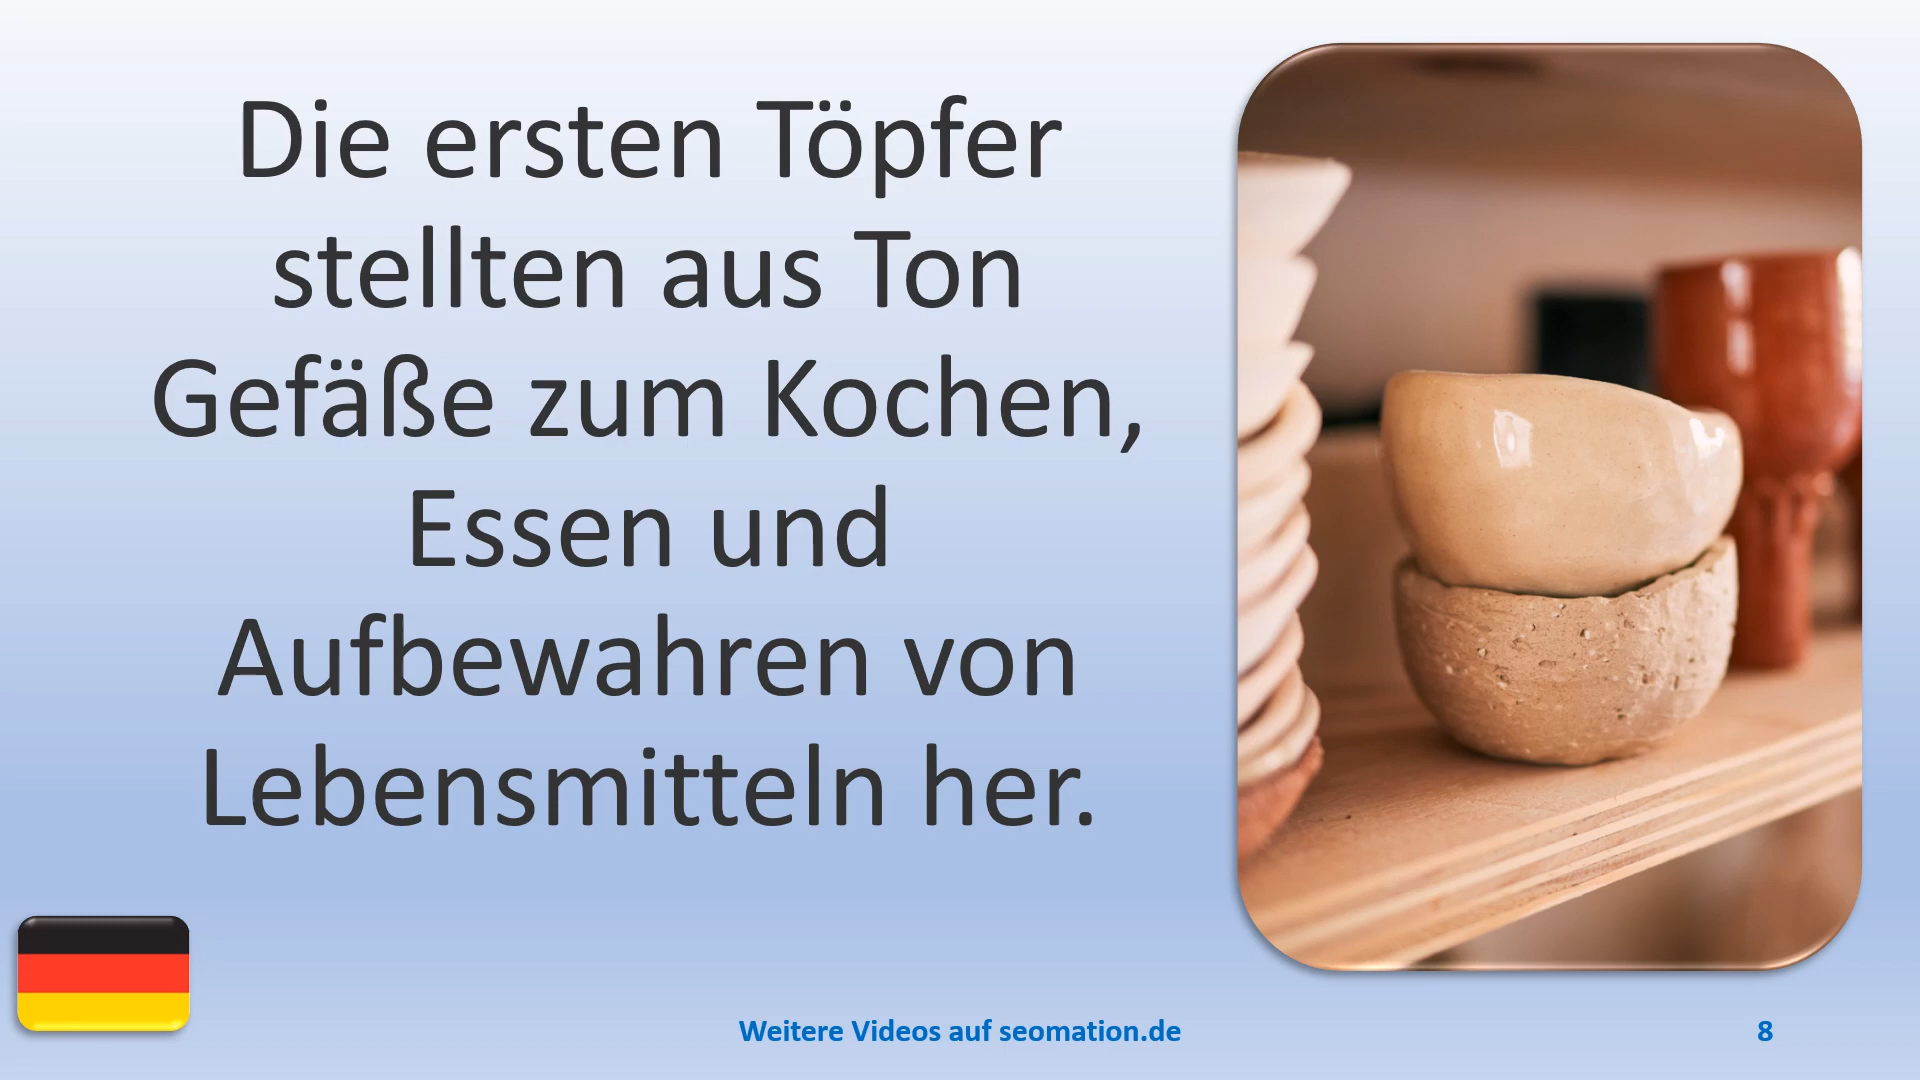 Die ersten Töpfer
stellten aus Ton
Gefäße zum Kochen,
Essen und
Aufbewahren von
Lebensmitteln her.
Weitere Videos auf seomation.de
8